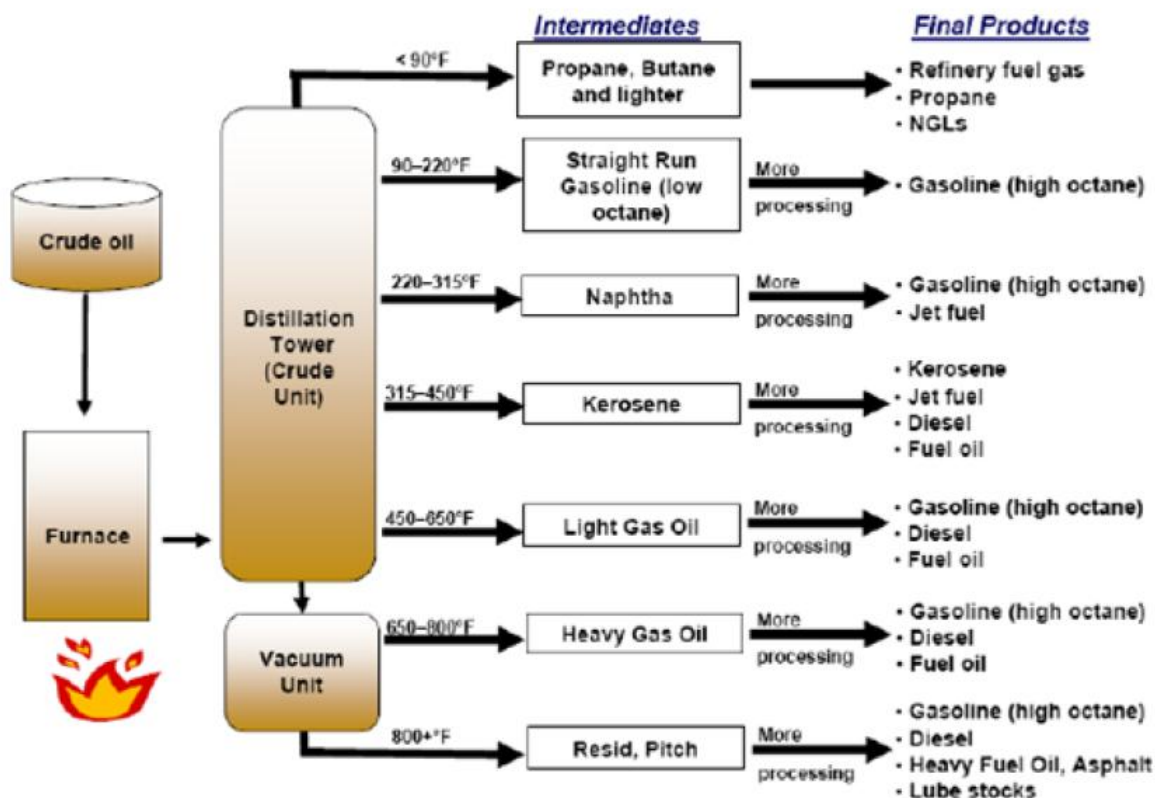 Intermediates
Final Products
< 90°F
Propane, Butane
and lighter
• Refinery fuel gas
• Propane
• NGLs
90–220°F
Straight Run
Gasoline (low
octane)
More
processing
• Gasoline (high octane)
Crude oil
220–315°F
Naphtha
More
processing
• Gasoline (high octane)
• Jet fuel
Distillation
Tower
(Crude
Unit)
315–450°F
Kerosene
More
processing
• Kerosene
• Jet fuel
• Diesel
• Fuel oil
Furnace
450–650°F
Light Gas Oil
More
processing
• Gasoline (high octane)
• Diesel
• Fuel oil
Vacuum
Unit
650–800°F
Heavy Gas Oil
More
processing
• Gasoline (high octane)
• Diesel
• Fuel oil
800+°F
Resid, Pitch
More
processing
• Gasoline (high octane)
• Diesel
• Heavy Fuel Oil, Asphalt
• Lube stocks